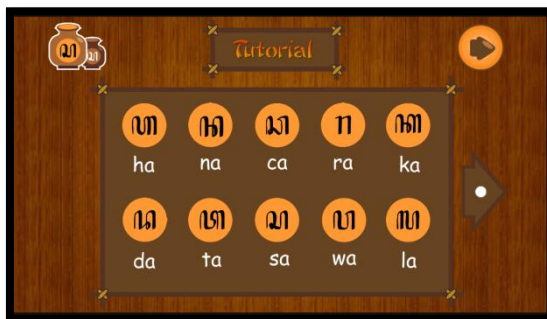 ꦱ ꦱ
Tutorial
ꦲ ꦤ ꦕ ꦫ ꦏ
ha na ca ra ka
ꦢ ꦠ ꦱ ꦮ ꦭ
da ta sa wa la